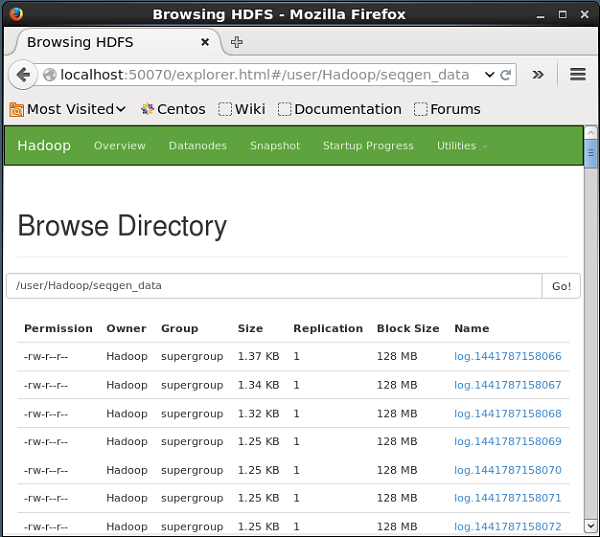 Browsing HDFS - Mozilla Firefox
Browsing HDFS
localhost:50070/explorer.html#/user/Hadoop/seqgen_data
Most Visited Centos Wiki Documentation Forums
Hadoop Overview Datanodes Snapshot Startup Progress Utilities
Browse Directory
/user/Hadoop/seqgen_data Go!
Permission Owner Group Size Replication Block Size Name
-rw-r--r-- Hadoop supergroup 1.37 KB 1 128 MB log.1441787158066
-rw-r--r-- Hadoop supergroup 1.34 KB 1 128 MB log.1441787158067
-rw-r--r-- Hadoop supergroup 1.32 KB 1 128 MB log.1441787158068
-rw-r--r-- Hadoop supergroup 1.25 KB 1 128 MB log.1441787158069
-rw-r--r-- Hadoop supergroup 1.25 KB 1 128 MB log.1441787158070
-rw-r--r-- Hadoop supergroup 1.25 KB 1 128 MB log.1441787158071
-rw-r--r-- Hadoop supergroup 1.25 KB 1 128 MB log.1441787158072